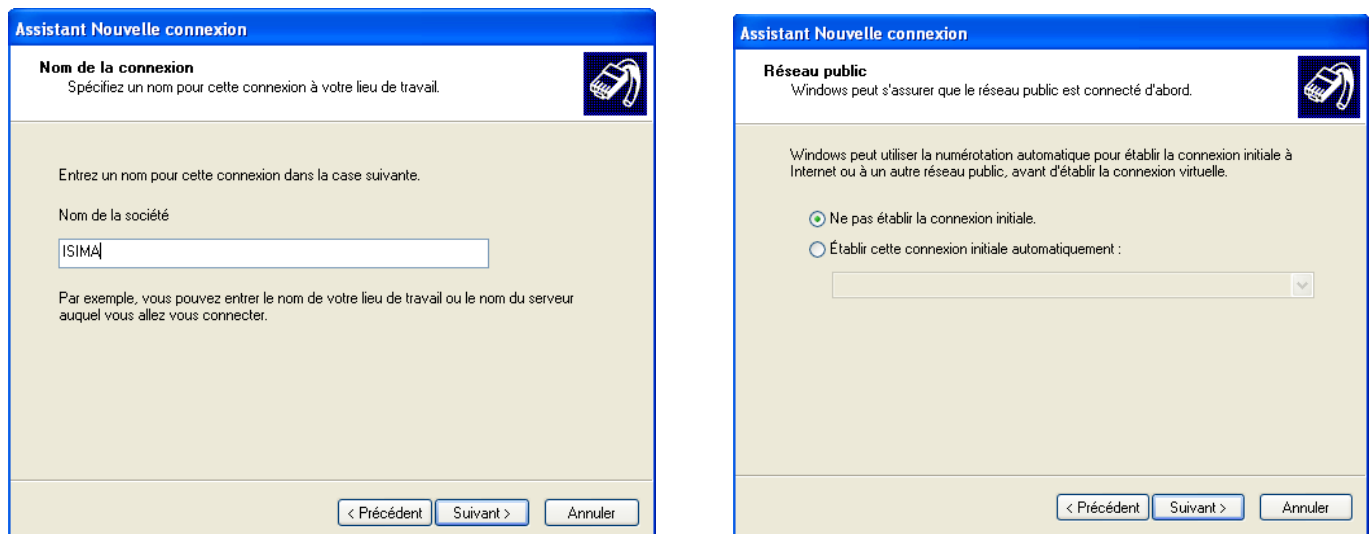 Assistant Nouvelle connexion
Nom de la connexion
Spécifiez un nom pour cette connexion à votre lieu de travail.
Entrez un nom pour cette connexion dans la case suivante.
Nom de la société
ISIMA
Par exemple, vous pouvez entrer le nom de votre lieu de travail ou le nom du serveur
auquel vous allez vous connecter.
< Précédent
Suivant >
Annuler
Assistant Nouvelle connexion
Réseau public
Windows peut s'assurer que le réseau public est connecté d'abord.
Windows peut utiliser la numérotation automatique pour établir la connexion initiale à
Internet ou à un autre réseau public, avant d'établir la connexion virtuelle.
Ne pas établir la connexion initiale.
Établir cette connexion initiale automatiquement :
< Précédent
Suivant >
Annuler